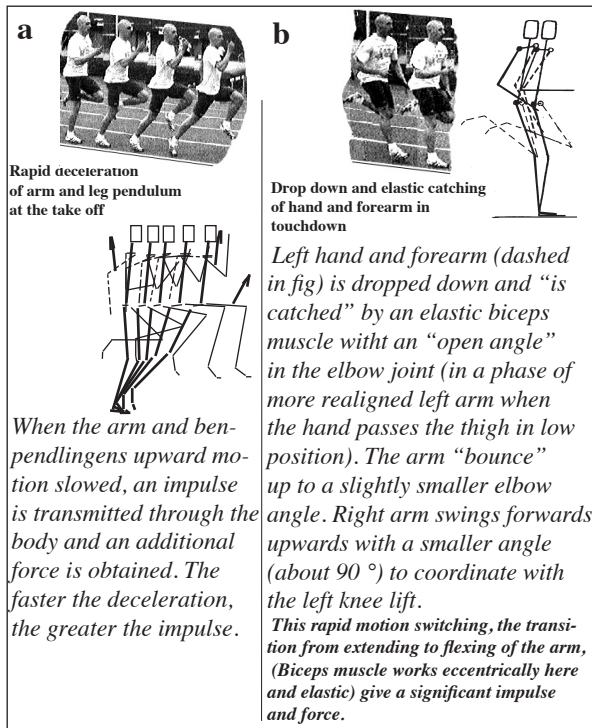 a
Rapid deceleration
of arm and leg pendulum
at the take off
When the arm and ben-
pendlingens upward mo-
tion slowed, an impulse
is transmitted through the
body and an additional
force is obtained. The
faster the deceleration,
the greater the impulse.
b
Drop down and elastic catching
of hand and forearm in
touchdown
Left hand and forearm (dashed
in fig) is dropped down and “is
catched” by an elastic biceps
muscle witht an “open angle”
in the elbow joint (in a phase of
more realigned left arm when
the hand passes the thigh in low
position). The arm “bounce”
up to a slightly smaller elbow
angle. Right arm swings forwards
upwards with a smaller angle
(about 90 °) to coordinate with
the left knee lift.
This rapid motion switching, the transi-
tion from extending to flexing of the arm,
(Biceps muscle works eccentrically here
and elastic) give a significant impulse
and force.